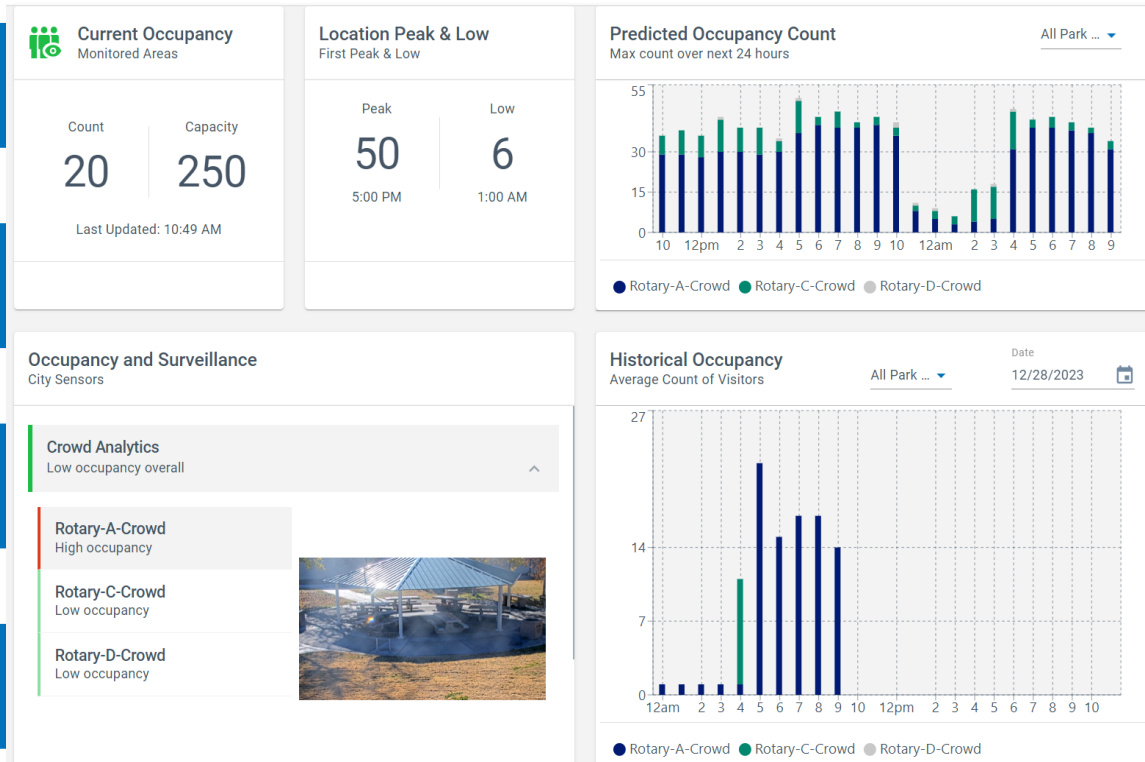 Current Occupancy
Monitored Areas
Count
Capacity
20
250
Last Updated: 10:49 AM
Location Peak & Low
First Peak & Low
Peak
Low
50
6
5:00 PM
1:00 AM
Predicted Occupancy Count
Max count over next 24 hours
All Park ...
55
30
15
0
10 12pm 2 3 4 5 6 7 8 9 10 12am 2 3 4 5 6 7 8 9
Rotary-A-Crowd Rotary-C-Crowd Rotary-D-Crowd
Occupancy and Surveillance
City Sensors
Crowd Analytics
Low occupancy overall
Rotary-A-Crowd
High occupancy
Rotary-C-Crowd
Low occupancy
Rotary-D-Crowd
Low occupancy
Historical Occupancy
Average Count of Visitors
All Park ...
Date
12/28/2023
27
14
7
0
12am 2 3 4 5 6 7 8 9 10 12pm 2 3 4 5 6 7 8 9 10
Rotary-A-Crowd Rotary-C-Crowd Rotary-D-Crowd